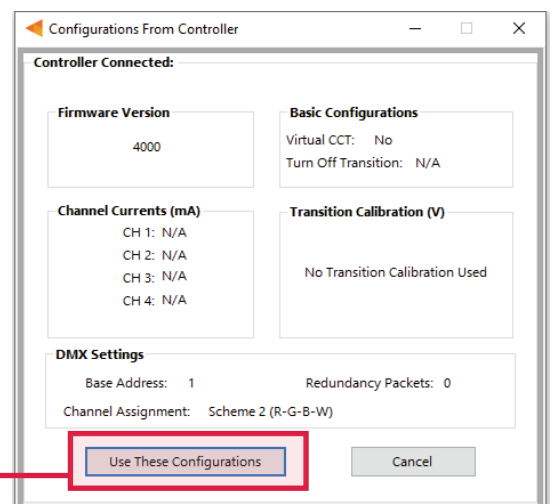 Configurations From Controller
Controller Connected:
Firmware Version
4000
Basic Configurations
Virtual CCT: No
Turn Off Transition: N/A
Channel Currents (mA)
CH 1: N/A
CH 2: N/A
CH 3: N/A
CH 4: N/A
Transition Calibration (V)
No Transition Calibration Used
DMX Settings
Base Address: 1 Redundancy Packets: 0
Channel Assignment: Scheme 2 (R-G-B-W)
Use These Configurations Cancel